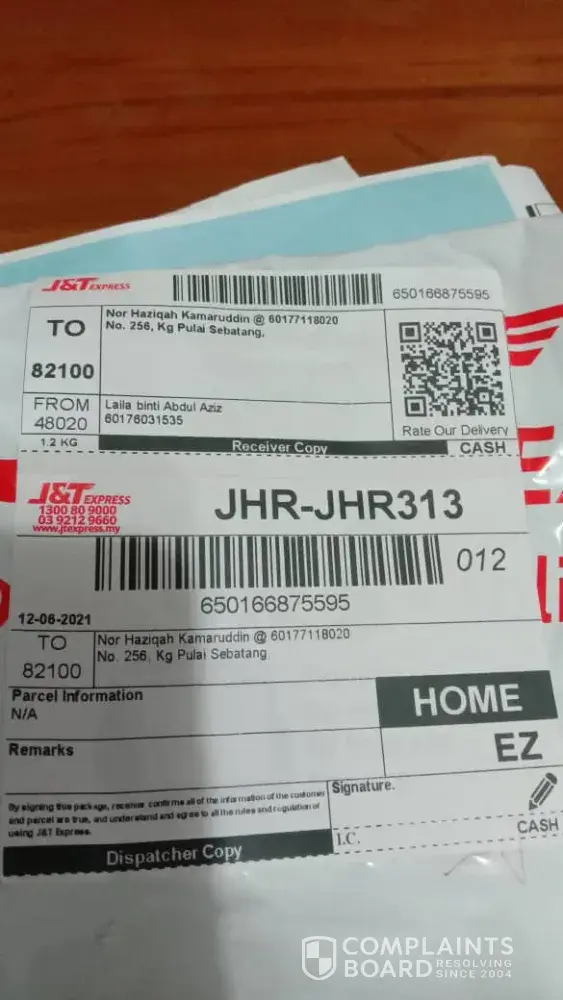 J&T EXPRESS
650166875595
TO
Nor Haziqah Kamaruddin @ 60177118020
No. 256, Kg Pulai Sebatang,
82100
FROM
48020
Laila binti Abdul Aziz
60176031535
Rate Our Delivery
1.2 KG
Receiver Copy
CASH
J&T EXPRESS
1300 80 9000
03 9212 9660
www.jtexpress.my
JHR-JHR313
012
650166875595
12-06-2021
TO
82100
Nor Haziqah Kamaruddin @ 60177118020
No. 256, Kg Pulai Sebatang
Parcel Information
N/A
HOME
Remarks
EZ
By signing this package, receiver confirms all of the information of the customer
and parcel are true, and understand and agree to all the rules and regulation of
using J&T Express.
Signature.
I.C.
CASH
Dispatcher Copy
COMPLAINTS
BOARD RESOLVING
SINCE 2004